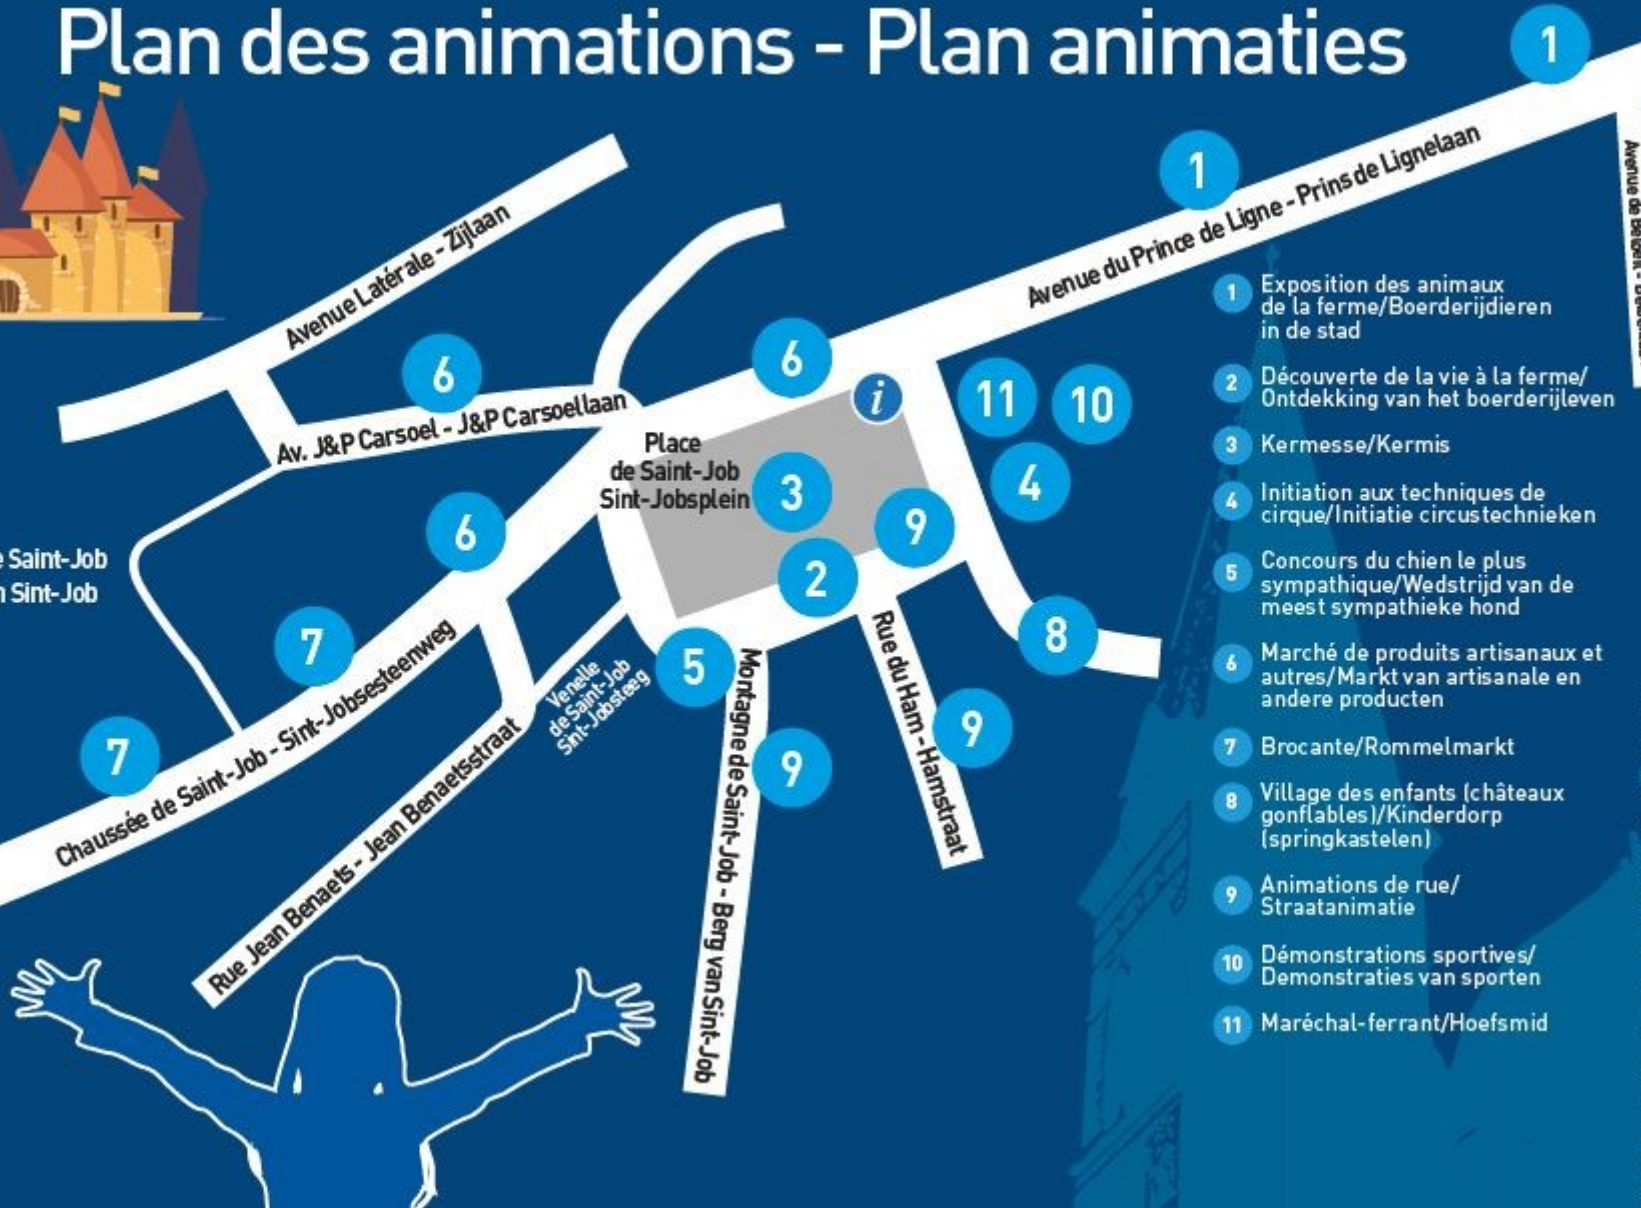 Plan des animations - Plan animaties
1
1
Avenue du Prince de Ligne - Prins de Lignelaan
Avenue Latérale - Zijlaan
6
Av. J&P Carsoel - J&P Carsoellaan
6
i
11
10
4
Place
de Saint-Job
Sint-Jobsplein
3
9
2
6
Saint-Job
Sint-Job
7
7
Chaussée de Saint-Job - Sint-Jobsesteenweg
Rue Jean Benaets - Jean Benaetsstraat
Venelle
de Saint-Job
Sint-Jobsteeg
5
Montagne de Saint-Job - Berg van Sint-Job
9
Rue du Ham - Hamstraat
9
8
1 Exposition des animaux
de la ferme/Boerderijdieren
in de stad
2 Découverte de la vie à la ferme/
Ontdekking van het boerderijleven
3 Kermesse/Kermis
4 Initiation aux techniques de
cirque/Initiatie circustechnieken
5 Concours du chien le plus
sympathique/Wedstrijd van de
meest sympathieke hond
6 Marché de produits artisanaux et
autres/Markt van artisanale en
andere producten
7 Brocante/Rommelmarkt
8 Village des enfants (châteaux
gonflables)/Kinderdorp
(springkastelen)
9 Animations de rue/
Straatanimatie
10 Démonstrations sportives/
Demonstraties van sporten
11 Maréchal-ferrant/Hoefsmid
Avenue de